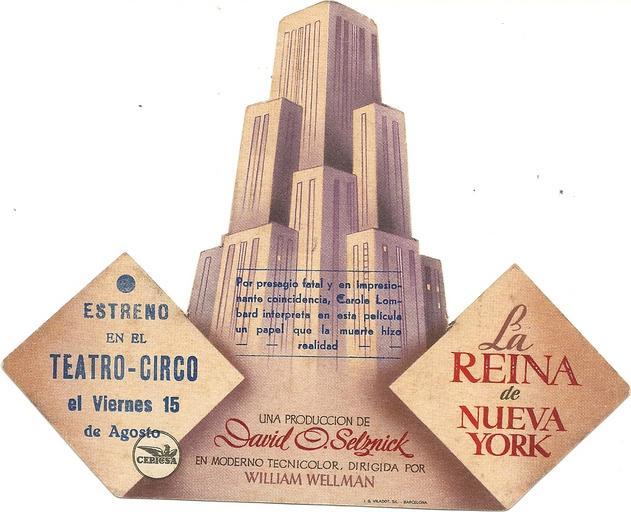 Por presagio fatal y en impresio-
nante coincidencia, Carole Lom-
bard interpreta en esta película
un papel que la muerte hizo
realidad
ESTRENO
EN EL
TEATRO-CIRCO
el Viernes 15
de Agosto
CEPICSA
La
REINA
de
NUEVA
YORK
UNA PRODUCCION DE
David O. Selznick
EN MODERNO TECNICOLOR, DIRIGIDA POR
WILLIAM WELLMAN
I. G. VILADOT, S.L. - BARCELONA